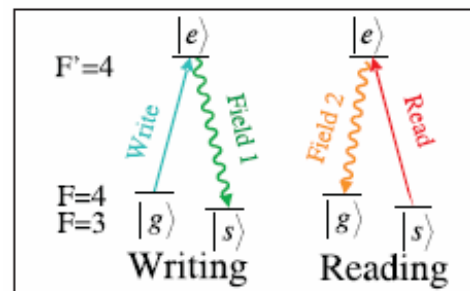 |e⟩ |e⟩
F'=4
Write Field 1 Field 2 Read
F=4
F=3
|g⟩ |s⟩ |g⟩ |s⟩
Writing Reading